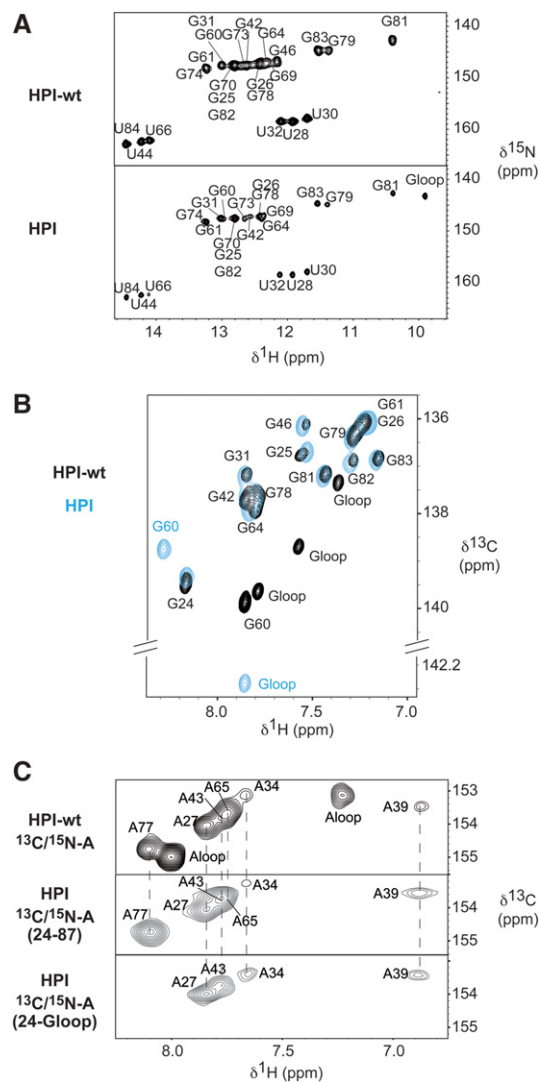 A
HPI-wt
G31
G42
G60
G64
G73
G46
G83
G79
G81
G61
G74
G70
G25
G82
G26
G78
G69
U84
U66
U44
U32
U28
U30
140
150
160
δ15N
(ppm)
HPI
G60
G31
G73
G26
G78
G74
G61
G69
G64
G70
G42
G25
G82
G83
G79
G81
Gloop
U84
U66
U44
U32
U28
U30
140
150
160
14 13 12 11 10
δ1H (ppm)
B
HPI-wt
HPI
G61
G26
G46
G79
G25
G31
G83
G82
G81
G42
G78
G64
Gloop
G60
Gloop
G24
Gloop
G60
Gloop
136
138
140
142.2
δ13C
(ppm)
8.0 7.5 7.0
δ1H (ppm)
C
HPI-wt
13C/15N-A
A65
A34
A43
A27
A77
Aloop
Aloop
A39
153
154
155
HPI
13C/15N-A
(24-87)
A43
A34
A27
A65
A77
A39
154
155
δ13C
(ppm)
HPI
13C/15N-A
(24-Gloop)
A43
A27
A34
A39
154
155
8.0 7.5 7.0
δ1H (ppm)